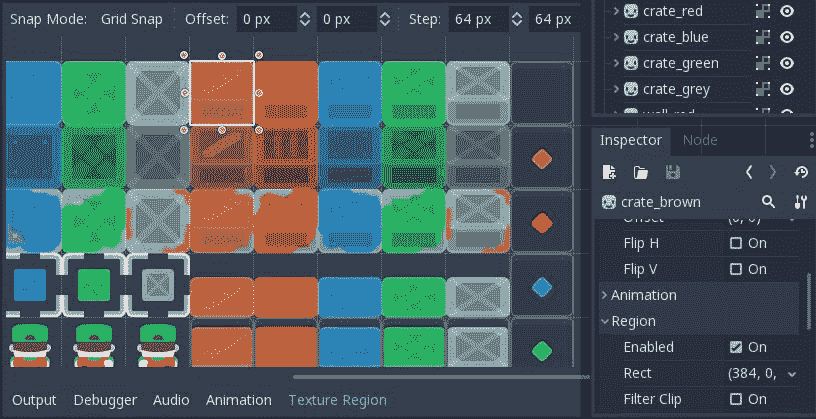 Snap Mode: Grid Snap Offset: 0 px 0 px Step: 64 px 64 px
crate_red
crate_blue
crate_green
crate_grey
wall_red
Inspector Node
crate_brown
Offset (0, 0)
Flip H On
Flip V On
Animation
Region
Enabled On
Rect (384, 0,
Filter Clip On
Output Debugger Audio Animation Texture Region